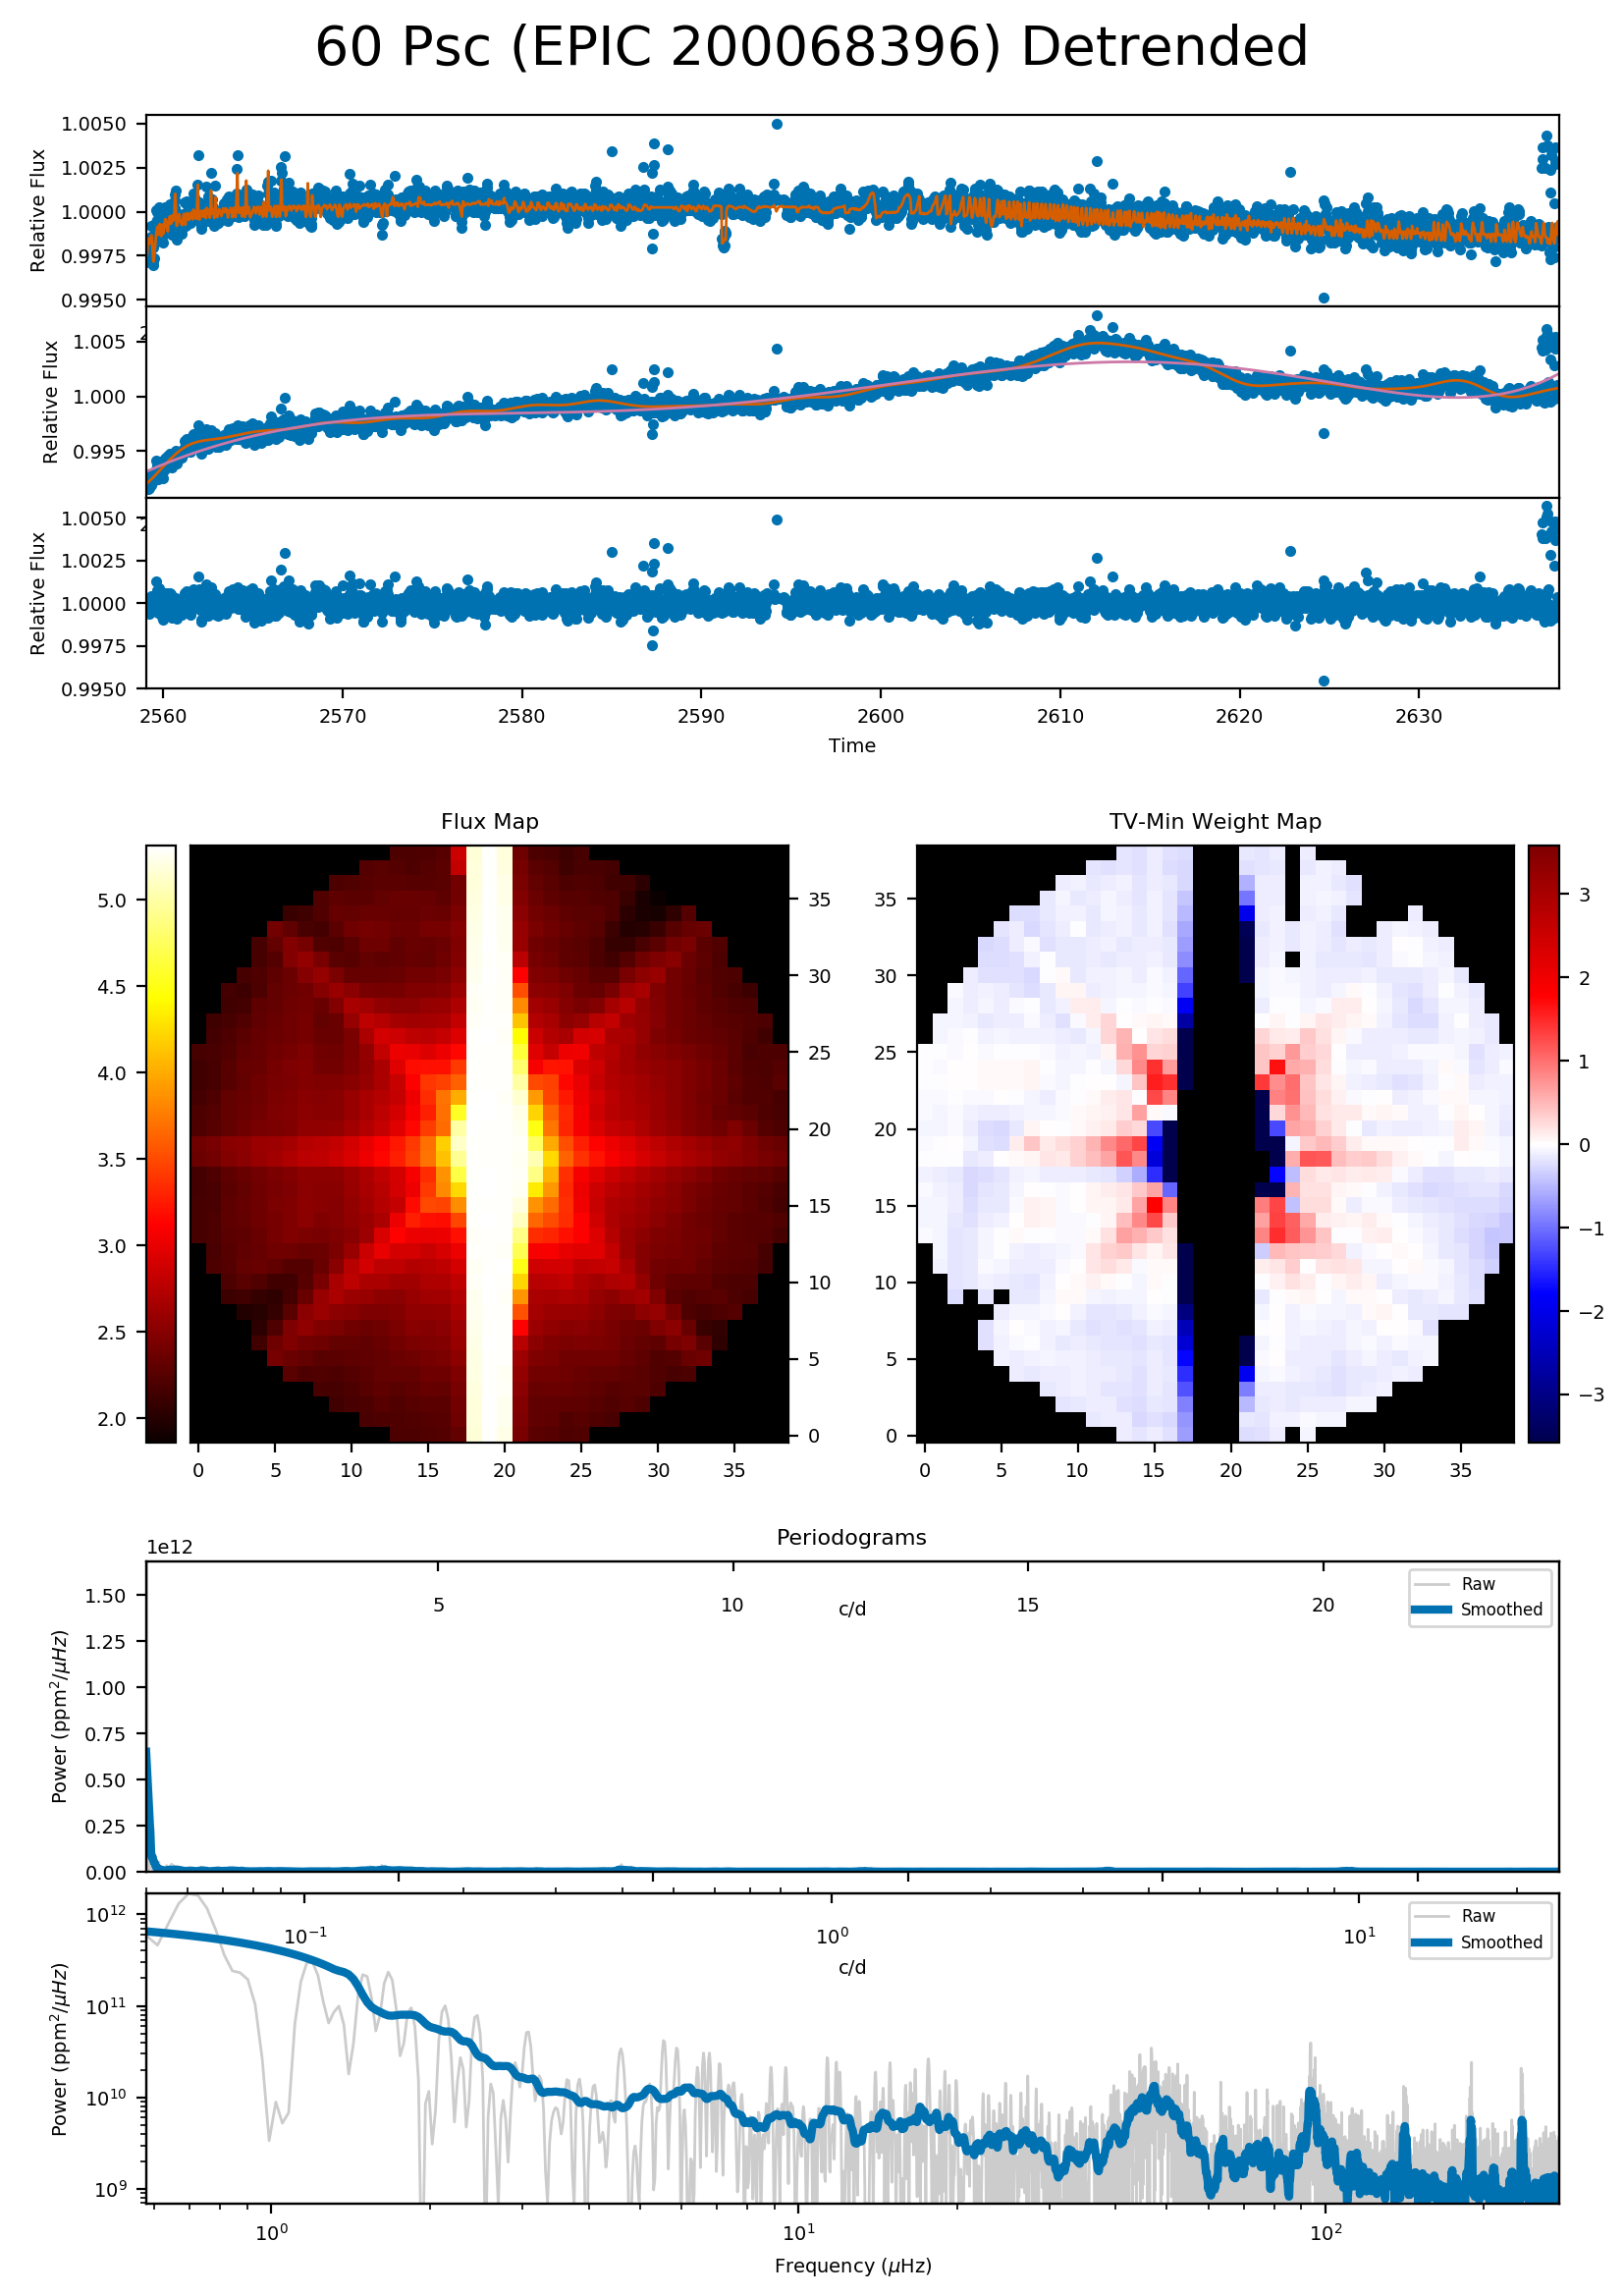 60 Psc (EPIC 200068396) Detrended
1.0050
1.0025
1.0000
0.9975
0.9950
Relative Flux
1.005
1.000
0.995
Relative Flux
1.0050
1.0025
1.0000
0.9975
0.9950
Relative Flux
2560 2570 2580 2590 2600 2610 2620 2630
Time
Flux Map
5.0
4.5
4.0
3.5
3.0
2.5
2.0
35
30
25
20
15
10
5
0
0 5 10 15 20 25 30 35
TV-Min Weight Map
35
30
25
20
15
10
5
0
0 5 10 15 20 25 30 35
3
2
1
0
−1
−2
−3
Periodograms
1e12
1.50
1.25
1.00
0.75
0.50
0.25
0.00
Power (ppm²/μHz)
5 10 15 20
c/d
Raw
Smoothed
10¹²
10¹¹
10¹⁰
10⁹
Power (ppm²/μHz)
10⁻¹ 10⁰ 10¹
c/d
Raw
Smoothed
10⁰ 10¹ 10²
Frequency (μHz)